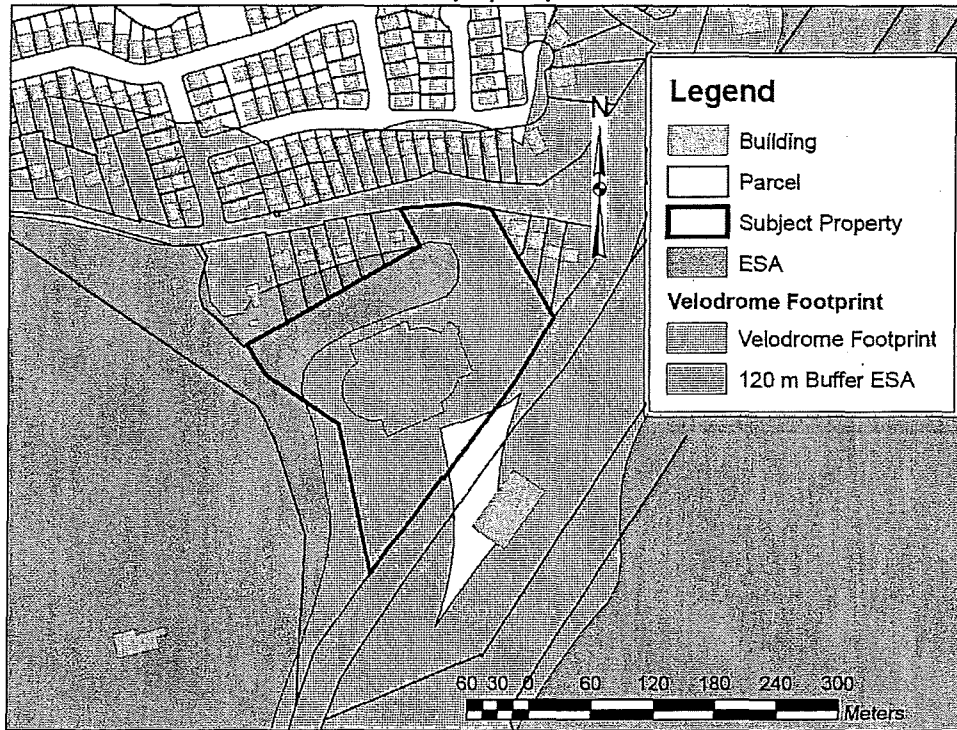 Legend
Building
Parcel
Subject Property
ESA
Velodrome Footprint
Velodrome Footprint
120 m Buffer ESA
N
60 30 0 60 120 180 240 300
Meters